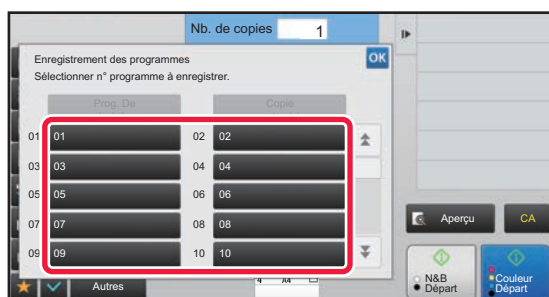 Nb. de copies 1
Enregistrement des programmes
OK
Sélectionner n° programme à enregistrer.
Prog. De
Copie
01 01 02 02
03 03 04 04
05 05 06 06
07 07 08 08
09 09 10 10
Aperçu
CA
Autres
A4
N&B
Départ
Couleur
Départ